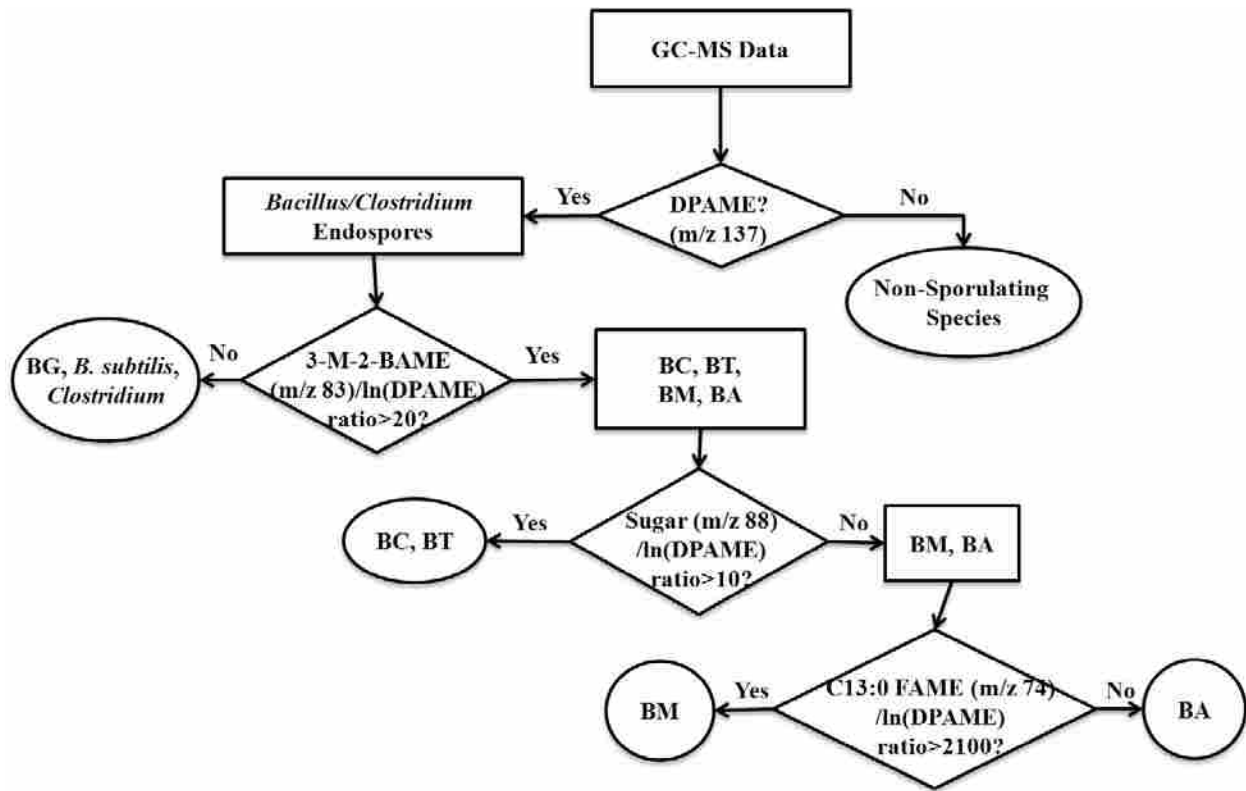 GC-MS Data
DPAME?
(m/z 137)
Yes
No
Bacillus/Clostridium
Endospores
Non-Sporulating
Species
3-M-2-BAME
(m/z 83)/ln(DPAME)
ratio>20?
No
Yes
BG, B. subtilis,
Clostridium
BC, BT,
BM, BA
Sugar (m/z 88)
/ln(DPAME)
ratio>10?
Yes
No
BC, BT
BM, BA
C13:0 FAME (m/z 74)
/ln(DPAME)
ratio>2100?
Yes
No
BM
BA